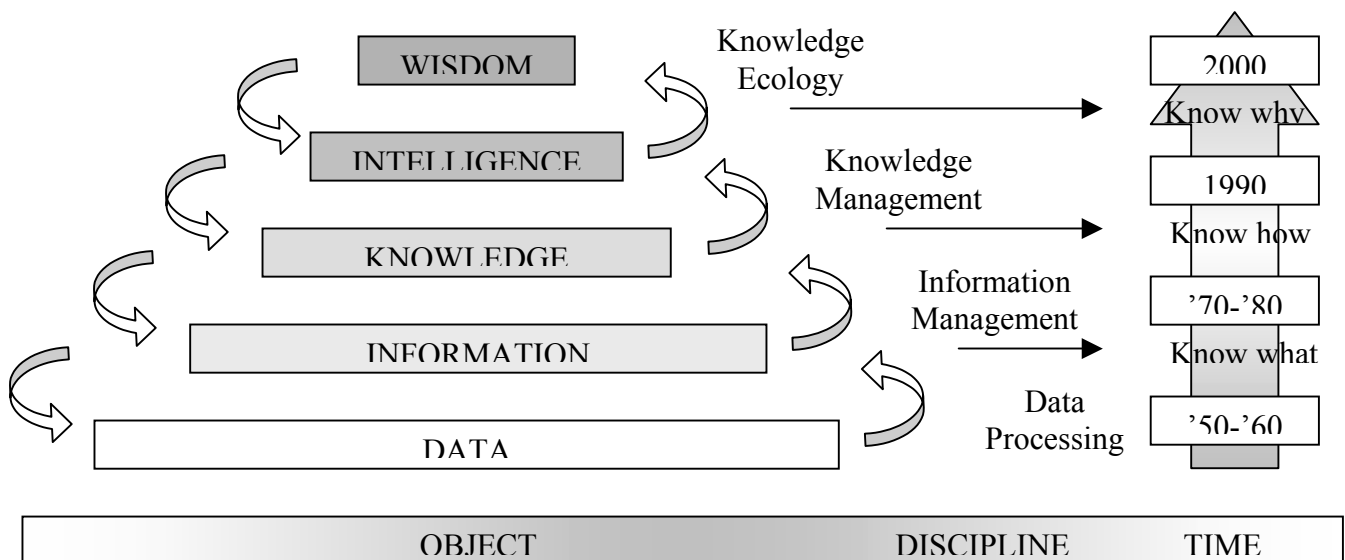 WISDOM
INTELLIGENCE
KNOWLEDGE
INFORMATION
DATA
Knowledge
Ecology
Knowledge
Management
Information
Management
Data
Processing
2000
Know why
1990
Know how
’70-’80
Know what
’50-’60
OBJECT
DISCIPLINE
TIME